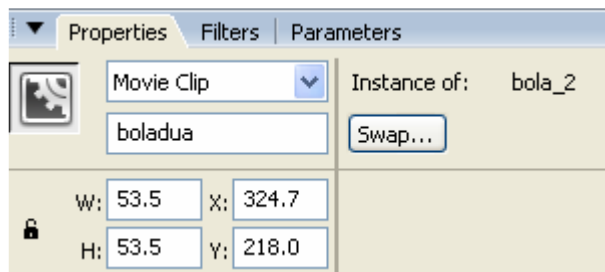 Properties Filters Parameters
Movie Clip Instance of: bola_2
boladua Swap...
W: 53.5 X: 324.7
H: 53.5 Y: 218.0